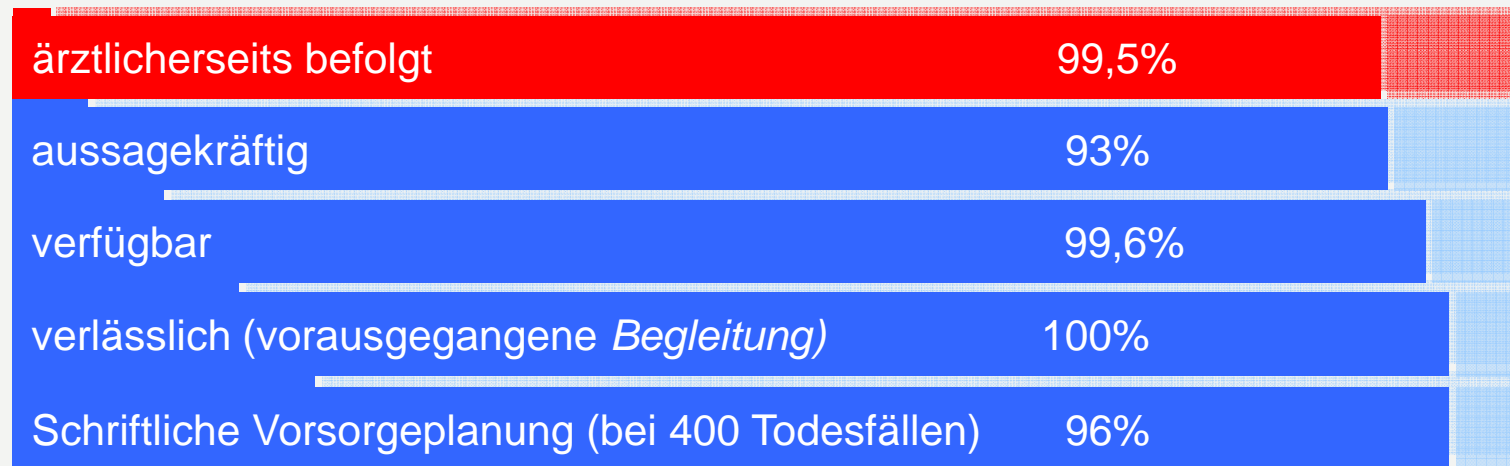 ärztlicherseits befolgt 99,5%
aussagekräftig 93%
verfügbar 99,6%
verlässlich (vorausgegangene Begleitung) 100%
Schriftliche Vorsorgeplanung (bei 400 Todesfällen) 96%